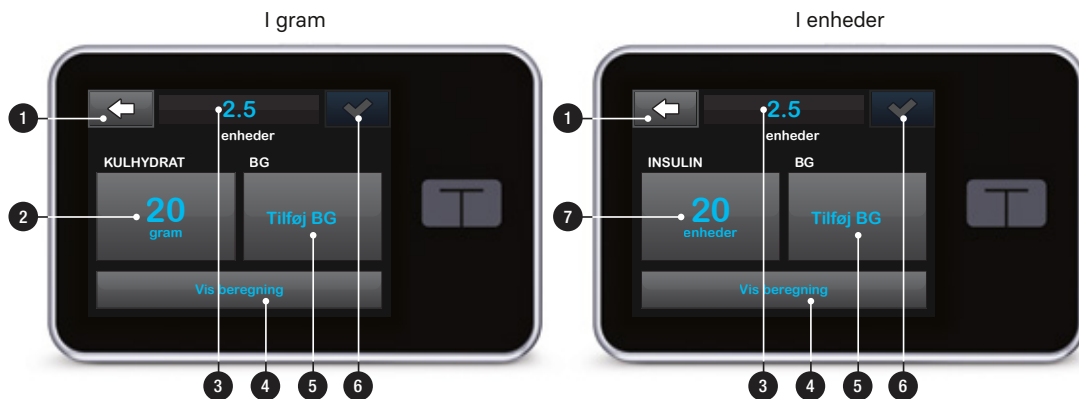 I gram
I enheder
2.5
enheder
KULHYDRAT
BG
20
gram
Tilføj BG
Vis beregning
1
2
3
4
5
6
2.5
enheder
INSULIN
BG
20
enheder
Tilføj BG
Vis beregning
1
7
3
4
5
6